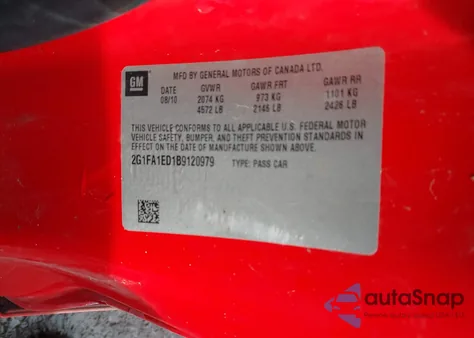 GM
MFD BY GENERAL MOTORS OF CANADA LTD.
DATE GVWR GAWR FRT GAWR RR
08/10 2074 KG 973 KG 1101 KG
4572 LB 2146 LB 2426 LB
THIS VEHICLE CONFORMS TO ALL APPLICABLE U.S. FEDERAL MOTOR
VEHICLE SAFETY, BUMPER, AND THEFT PREVENTION STANDARDS IN
EFFECT ON THE DATE OF MANUFACTURE SHOWN ABOVE.
2G1FA1ED1B9120979 TYPE: PASS CAR
autaSnap